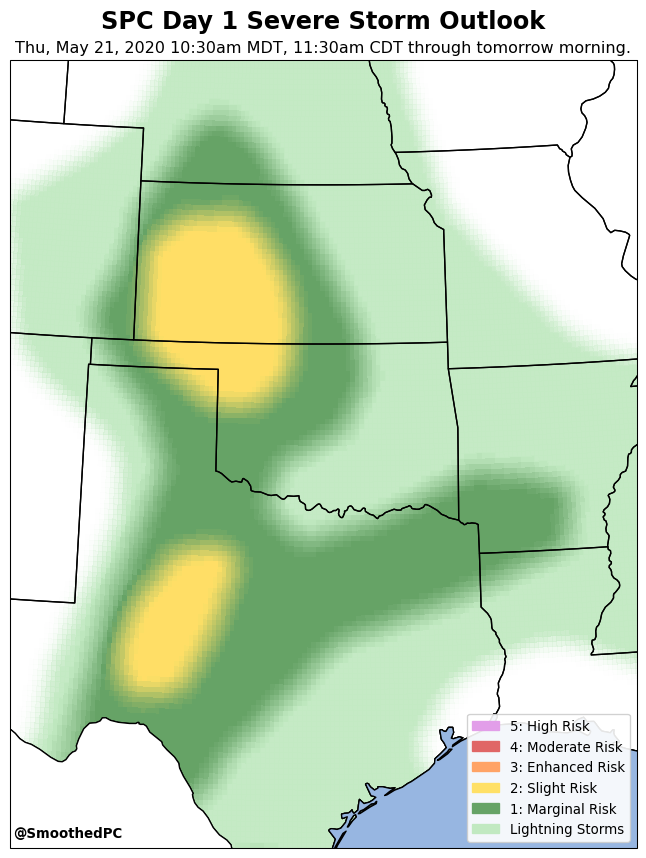 SPC Day 1 Severe Storm Outlook
Thu, May 21, 2020 10:30am MDT, 11:30am CDT through tomorrow morning.
5: High Risk
4: Moderate Risk
3: Enhanced Risk
2: Slight Risk
1: Marginal Risk
Lightning Storms
@SmoothedPC